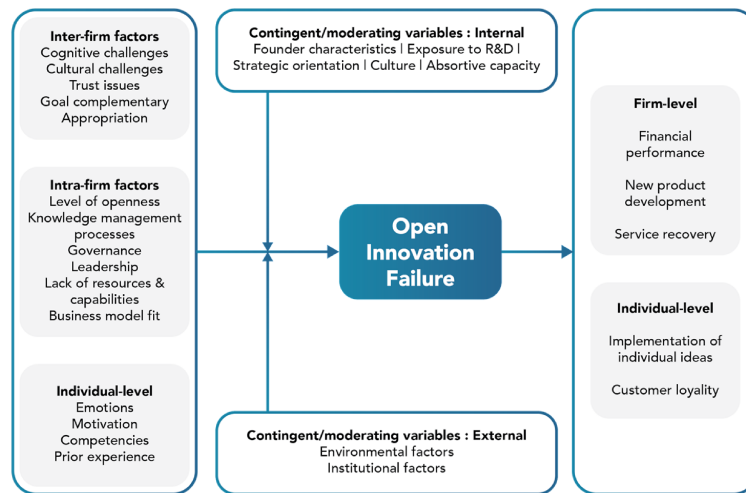 Inter-firm factors
Cognitive challenges
Cultural challenges
Trust issues
Goal complementary
Appropriation
Intra-firm factors
Level of openness
Knowledge management
processes
Governance
Leadership
Lack of resources &
capabilities
Business model fit
Individual-level
Emotions
Motivation
Competencies
Prior experience
Contingent/moderating variables : Internal
Founder characteristics | Exposure to R&D |
Strategic orientation | Culture | Absortive capacity
Open
Innovation
Failure
Contingent/moderating variables : External
Environmental factors
Institutional factors
Firm-level
Financial
performance
New product
development
Service recovery
Individual-level
Implementation of
individual ideas
Customer loyalty